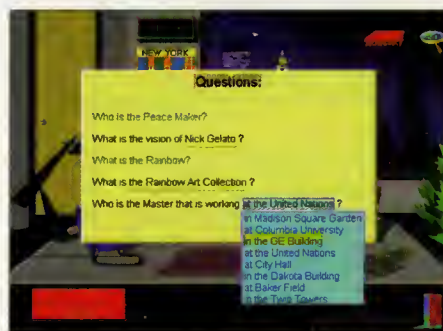 NEW YORK
Questions:
Who is the Peace Maker?
What is the vision of Nick Gelato ?
What is the Rainbow?
What is the Rainbow Art Collection ?
Who is the Master that is working at the United Nations ?
in Madison Square Garden
at Columbia University
in the GE Building
at the United Nations
at City Hall
in the Dakota Building
at Baker Field
in the Two Towers